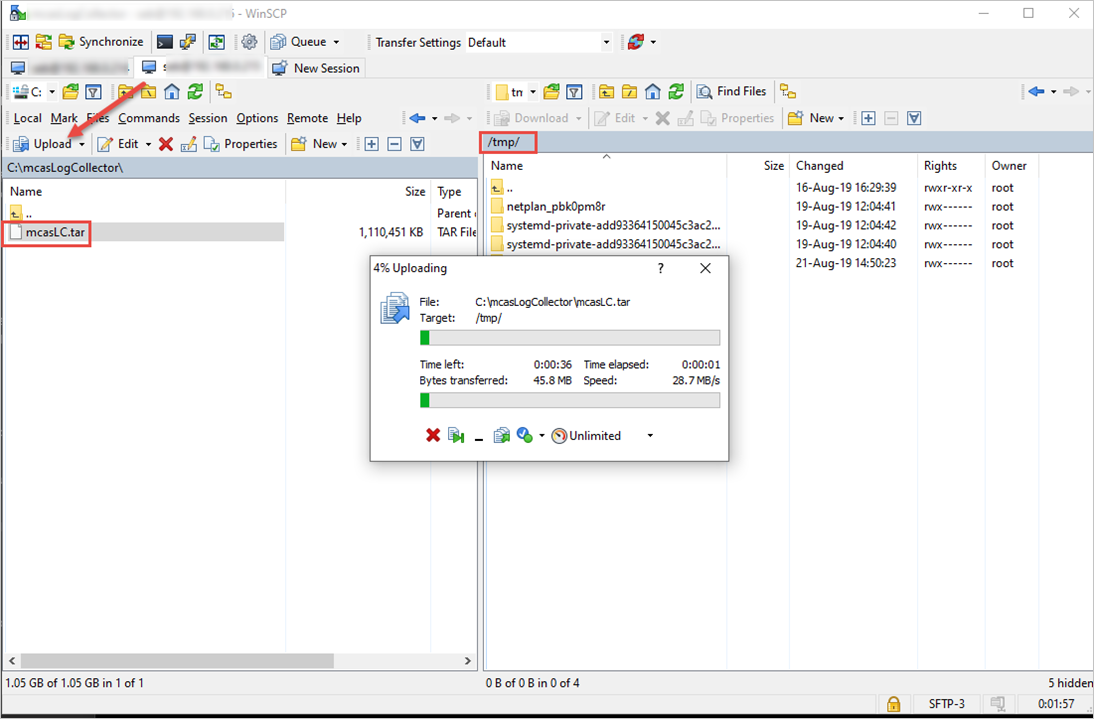 - WinSCP
Synchronize Queue Transfer Settings Default
New Session
C: tn Find Files
Local Mark Files Commands Session Options Remote Help Download Edit Properties New
Upload Edit Properties New /tmp/
C:\mcasLogCollector\ Name Size Changed Rights Owner
Name Size Type .. 16-Aug-19 16:29:39 rwxr-xr-x root
.. Parent netplan_pbk0pm8r 19-Aug-19 12:04:41 rwx------ root
mcasLC.tar 1,110,451 KB TAR File systemd-private-add93364150045c3ac2... 19-Aug-19 12:04:42 rwx------ root
systemd-private-add93364150045c3ac2... 19-Aug-19 12:04:40 rwx------ root
21-Aug-19 14:50:23 rwx------ root
4% Uploading ?
File: C:\mcasLogCollector\mcasLC.tar
Target: /tmp/
Time left: 0:00:36 Time elapsed: 0:00:01
Bytes transferred: 45.8 MB Speed: 28.7 MB/s
Unlimited
1.05 GB of 1.05 GB in 1 of 1 0 B of 0 B in 0 of 4 5 hidden
SFTP-3 0:01:57